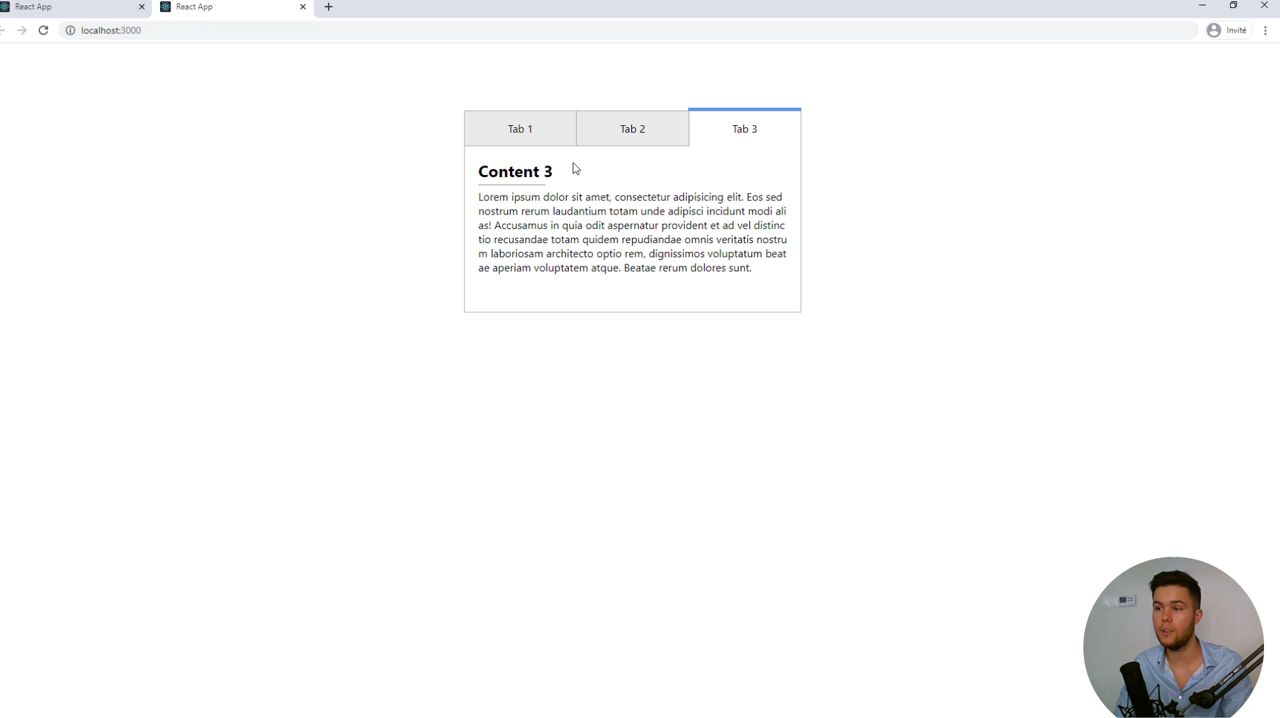 React App
React App
localhost:3000
Invité
Tab 1
Tab 2
Tab 3
Content 3
Lorem ipsum dolor sit amet, consectetur adipisicing elit. Eos sed
nostrum rerum laudantium totam unde adipisci incidunt modi ali
as! Accusamus in quia odit aspernatur provident et ad vel distinc
tio recusandae totam quidem repudiandae omnis veritatis nostru
m laboriosam architecto optio rem, dignissimos voluptatum beat
ae aperiam voluptatem atque. Beatae rerum dolores sunt.